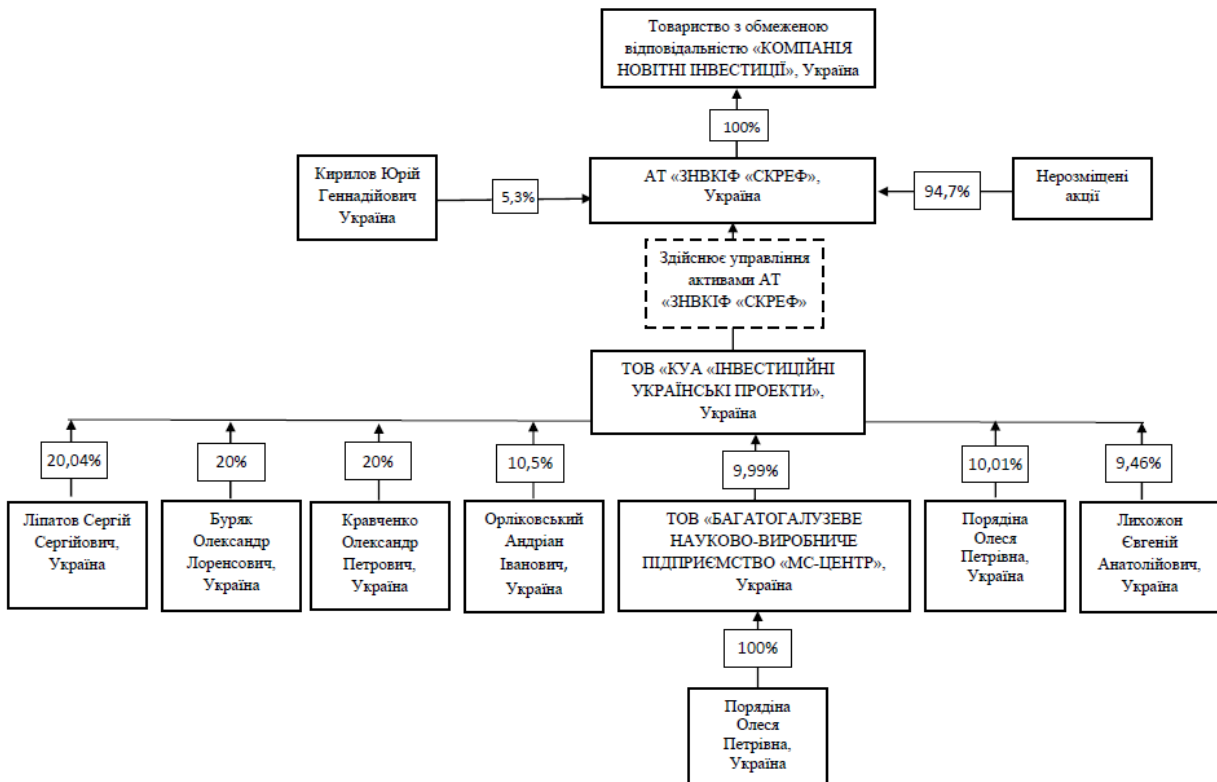 Товариство з обмеженою
відповідальністю «КОМПАНІЯ
НОВІТНІ ІНВЕСТИЦІЇ», Україна
100%
Кирилов Юрій
Геннадійович
Україна
5,3%
АТ «ЗНВКІФ «СКРЕФ»,
Україна
94,7%
Нерозміщені
акції
Здійснює управління
активами АТ
«ЗНВКІФ «СКРЕФ»
ТОВ «КУА «ІНВЕСТИЦІЙНІ
УКРАЇНСЬКІ ПРОЕКТИ»,
Україна
20,04%
20%
20%
10,5%
9,99%
10,01%
9,46%
Ліпатов Сергій
Сергійович,
Україна
Буряк
Олександр
Лоренсович,
Україна
Кравченко
Олександр
Петрович,
Україна
Орліковський
Андріан
Іванович,
Україна
ТОВ «БАГАТОГАЛУЗЕВЕ
НАУКОВО-ВИРОБНИЧЕ
ПІДПРИЄМСТВО «МС-ЦЕНТР»,
Україна
Порядіна
Олеся
Петрівна,
Україна
Лихожон
Євгеній
Анатолійович,
Україна
100%
Порядіна
Олеся
Петрівна,
Україна